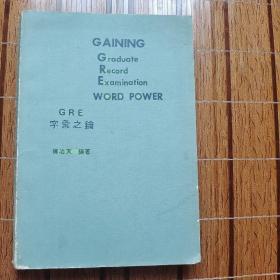 GAINING
Graduate
Record
Examination
WORD POWER
GRE
字彙之鑰
編著